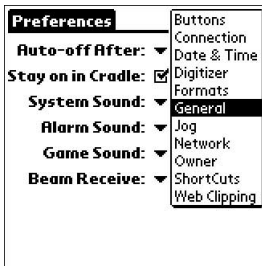 Preferences
Auto-off After:
Stay on in Cradle:
System Sound:
Alarm Sound:
Game Sound:
Beam Receive:
Buttons
Connection
Date & Time
Digitizer
Formats
General
Jog
Network
Owner
ShortCuts
Web Clipping